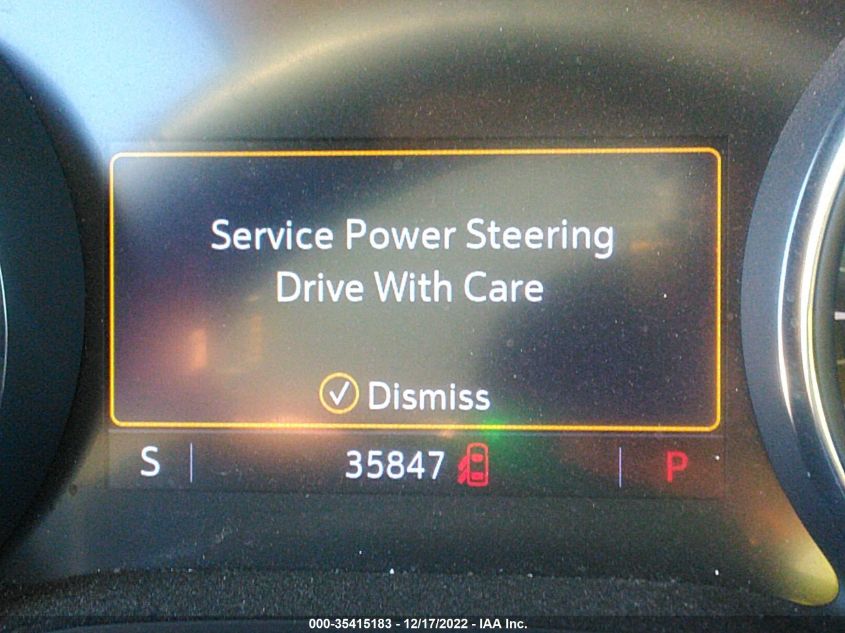 Service Power Steering
Drive With Care
Dismiss
S 35847 P
000-35415183 - 12/17/2022 - IAA Inc.